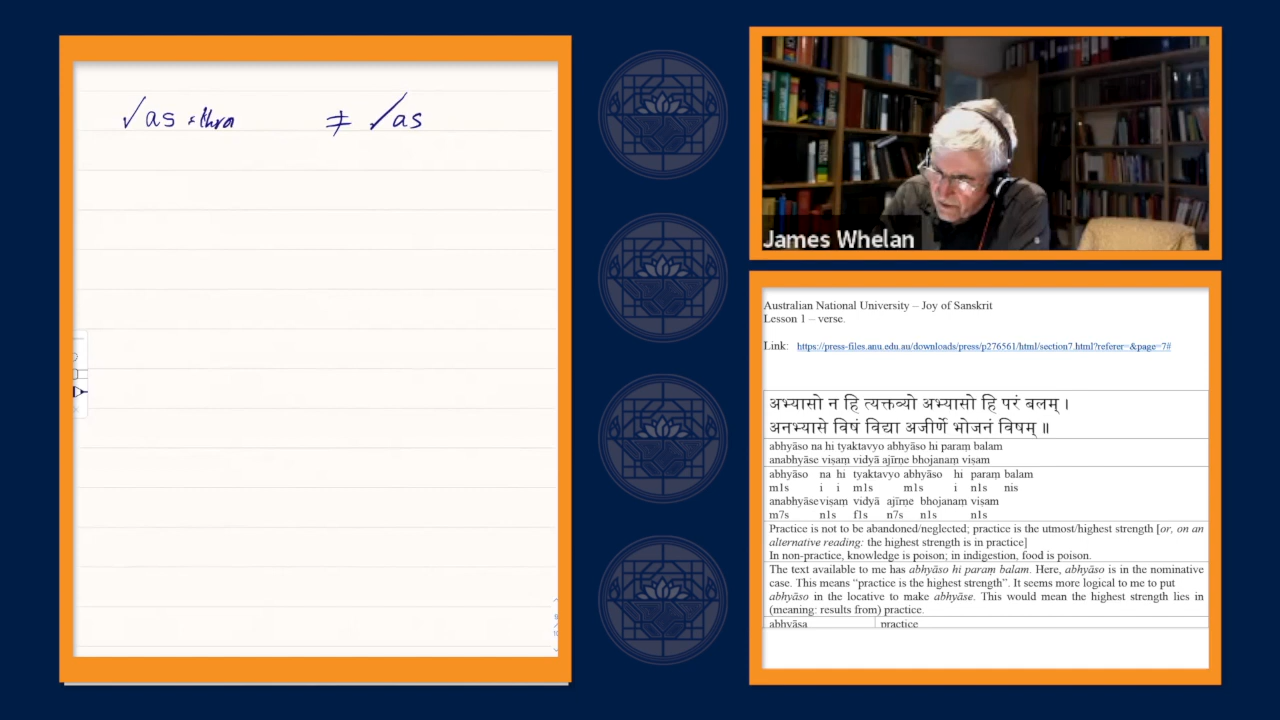 √as + thra ≠ √as
James Whelan
Australian National University – Joy of Sanskrit
Lesson 1 – verse.
Link: https://press-files.anu.edu.au/downloads/press/p276561/html/section7.html?referer=&page=7#
अभ्यासो न हि त्यक्तव्यो अभ्यासो हि परं बलम् ।
अनभ्यासे विषं विद्या अजीर्णे भोजनं विषम् ॥
abhyāso na hi tyaktavyo abhyāso hi paraṃ balam
anabhyāse viṣaṃ vidyā ajīrṇe bhojanaṃ viṣam
abhyāso na hi tyaktavyo abhyāso hi paraṃ balam
m1s i i m1s m1s i n1s nis
anabhyāse viṣaṃ vidyā ajīrṇe bhojanaṃ viṣam
m7s n1s f1s n7s n1s n1s
Practice is not to be abandoned/neglected; practice is the utmost/highest strength [or, on an
alternative reading: the highest strength is in practice]
In non-practice, knowledge is poison; in indigestion, food is poison.
The text available to me has abhyāso hi paraṃ balam. Here, abhyāso is in the nominative
case. This means “practice is the highest strength”. It seems more logical to me to put
abhyāso in the locative to make abhyāse. This would mean the highest strength lies in
(meaning: results from) practice.
abhyāsa practice